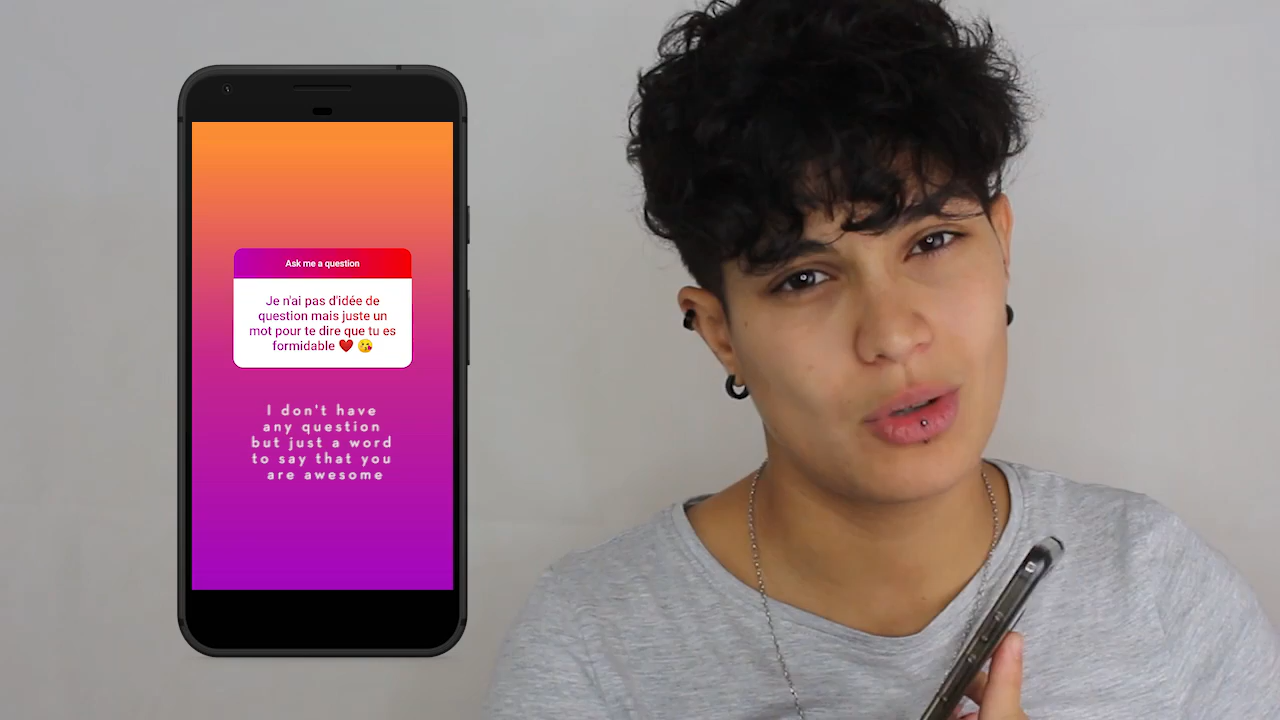 Ask me a question
Je n'ai pas d'idée de
question mais juste un
mot pour te dire que tu es
formidable ❤️ 😘
I don't have
any question
but just a word
to say that you
are awesome